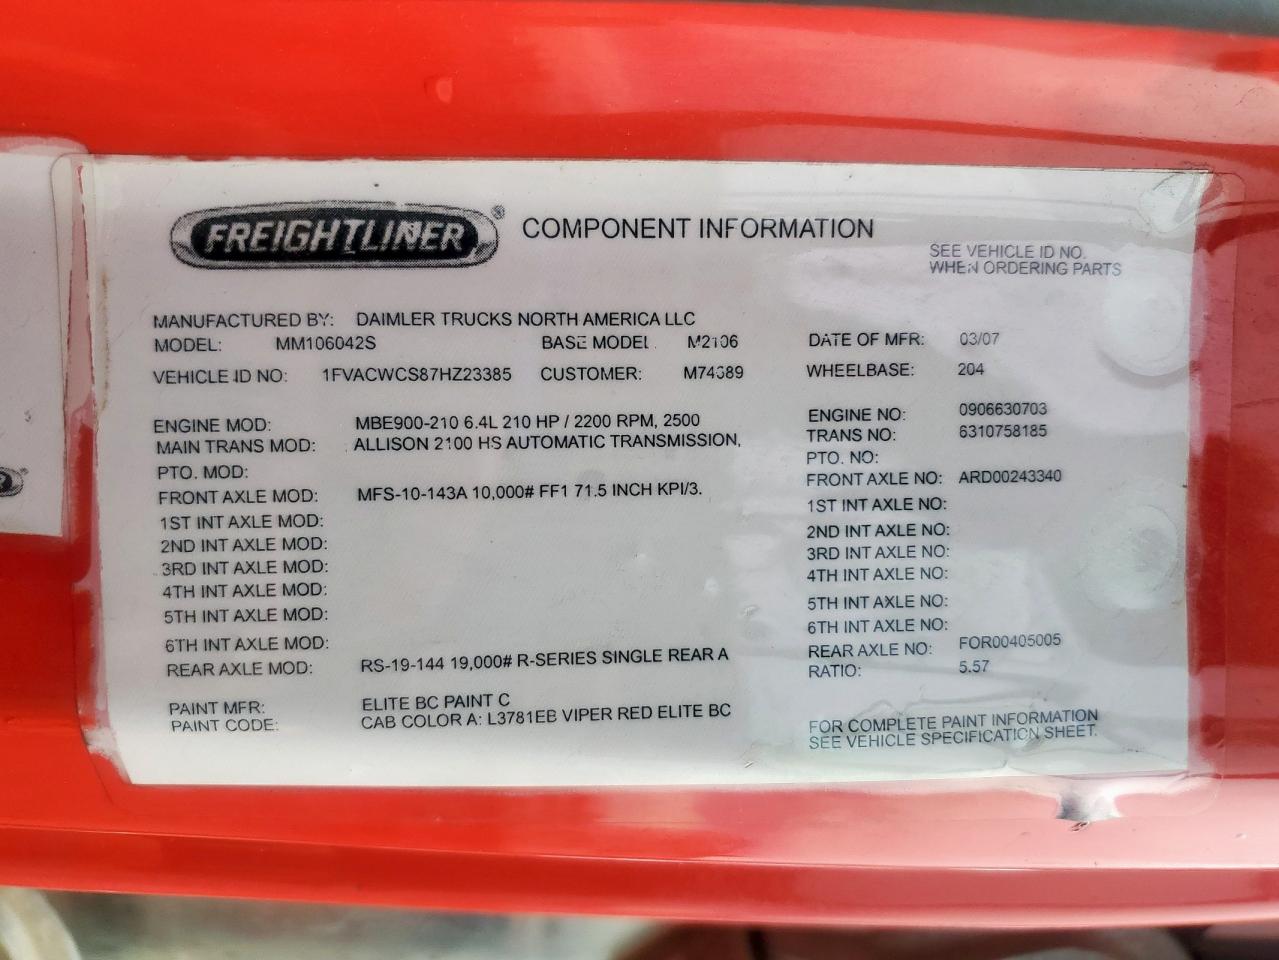 FREIGHTLINER® COMPONENT INFORMATION
SEE VEHICLE ID NO.
WHEN ORDERING PARTS
MANUFACTURED BY: DAIMLER TRUCKS NORTH AMERICA LLC
MODEL: MM106042S BASE MODEL M2106 DATE OF MFR: 03/07
VEHICLE ID NO: 1FVACWCS87HZ23385 CUSTOMER: WHEELBASE: 204
ENGINE MOD: MBE900-210 6.4L 210 HP / 2200 RPM, 2500 ENGINE NO: 0906630703
MAIN TRANS MOD: ALLISON 2100 HS AUTOMATIC TRANSMISSION, TRANS NO: 6310758185
PTO. MOD: PTO. NO:
FRONT AXLE MOD: MFS-10-143A 10,000# FF1 71.5 INCH KPI/3. FRONT AXLE NO: ARD00243340
1ST INT AXLE MOD: 1ST INT AXLE NO:
2ND INT AXLE MOD: 2ND INT AXLE NO:
3RD INT AXLE MOD: 3RD INT AXLE NO:
4TH INT AXLE MOD: 4TH INT AXLE NO:
5TH INT AXLE MOD: 5TH INT AXLE NO:
6TH INT AXLE MOD: 6TH INT AXLE NO:
REAR AXLE MOD: RS-19-144 19,000# R-SERIES SINGLE REAR A REAR AXLE NO: FOR00405005
RATIO: 5.57
PAINT MFR: ELITE BC PAINT C
PAINT CODE: CAB COLOR A: L3781EB VIPER RED ELITE BC
FOR COMPLETE PAINT INFORMATION
SEE VEHICLE SPECIFICATION SHEET.